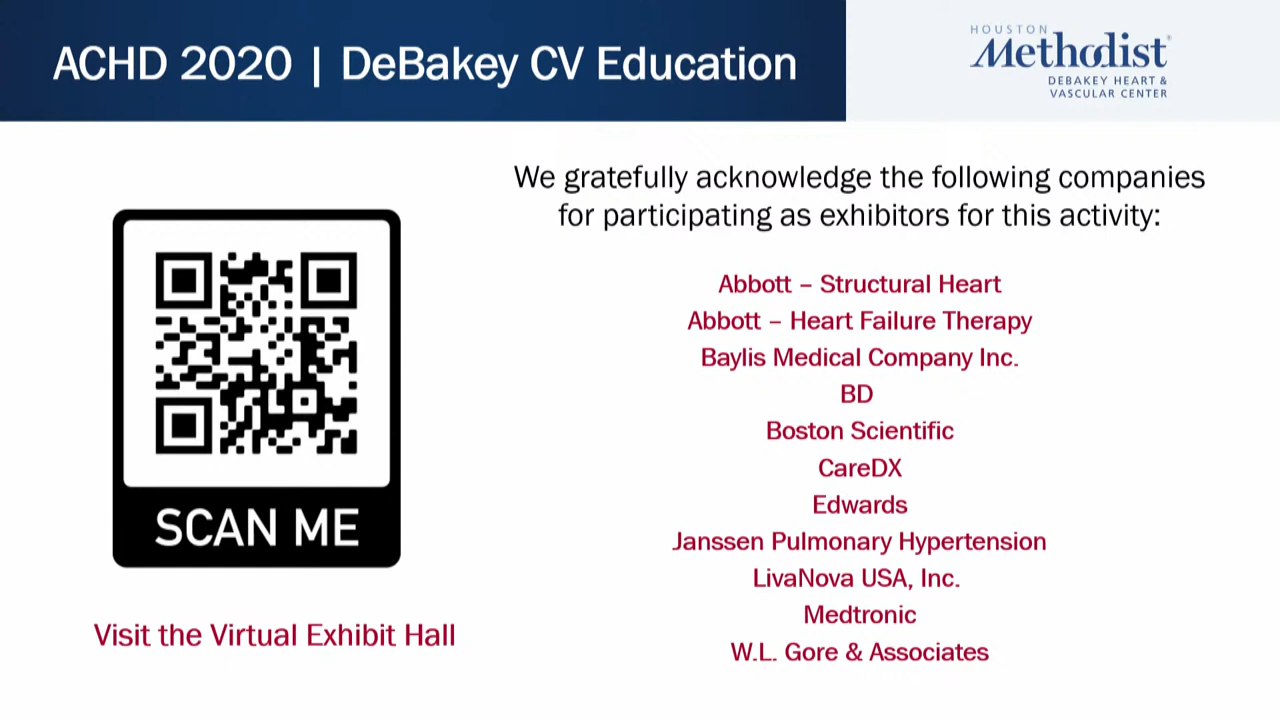 ACHD 2020 | DeBakey CV Education
HOUSTON
Methodist®
DEBAKEY HEART &
VASCULAR CENTER
We gratefully acknowledge the following companies
for participating as exhibitors for this activity:
Abbott – Structural Heart
Abbott – Heart Failure Therapy
Baylis Medical Company Inc.
BD
Boston Scientific
CareDX
Edwards
Janssen Pulmonary Hypertension
LivaNova USA, Inc.
Medtronic
W.L. Gore & Associates
SCAN ME
Visit the Virtual Exhibit Hall